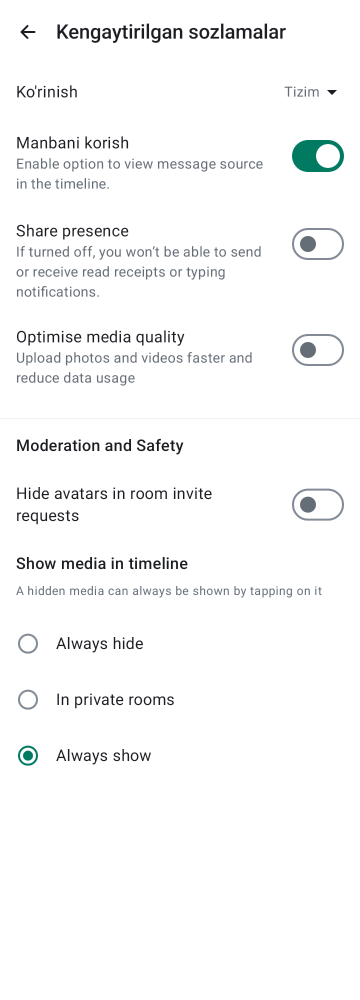 Kengaytirilgan sozlamalar
Ko'rinish
Tizim
Manbani korish
Enable option to view message source
in the timeline.
Share presence
If turned off, you won’t be able to send
or receive read receipts or typing
notifications.
Optimise media quality
Upload photos and videos faster and
reduce data usage
Moderation and Safety
Hide avatars in room invite
requests
Show media in timeline
A hidden media can always be shown by tapping on it
Always hide
In private rooms
Always show